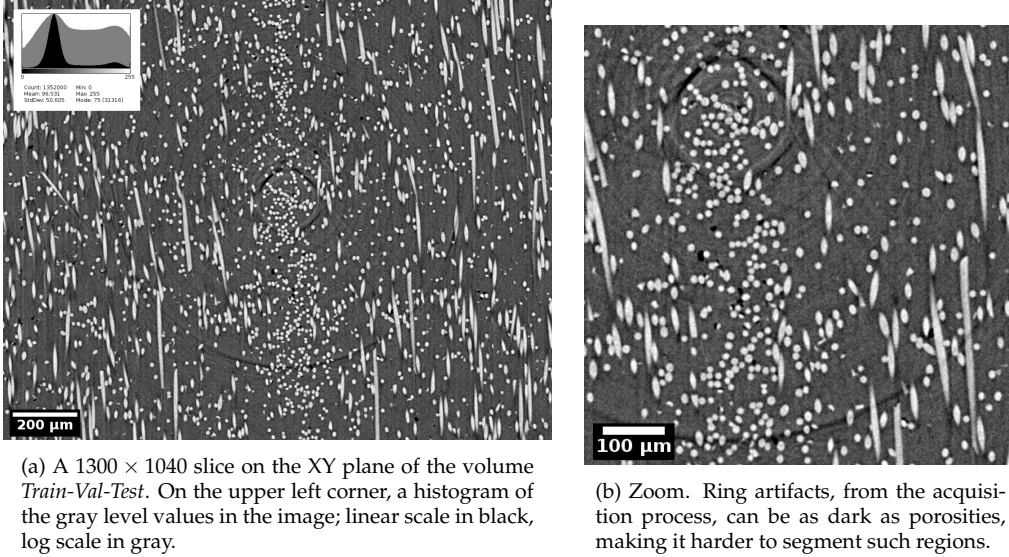 0
255
Count: 1352000 Min: 0
Mean: 96.531 Max: 255
StdDev: 50.605 Mode: 75 (31316)
200 µm
100 µm
(a) A 1300 × 1040 slice on the XY plane of the volume
Train-Val-Test. On the upper left corner, a histogram of
the gray level values in the image; linear scale in black,
log scale in gray.
(b) Zoom. Ring artifacts, from the acquisi-
tion process, can be as dark as porosities,
making it harder to segment such regions.